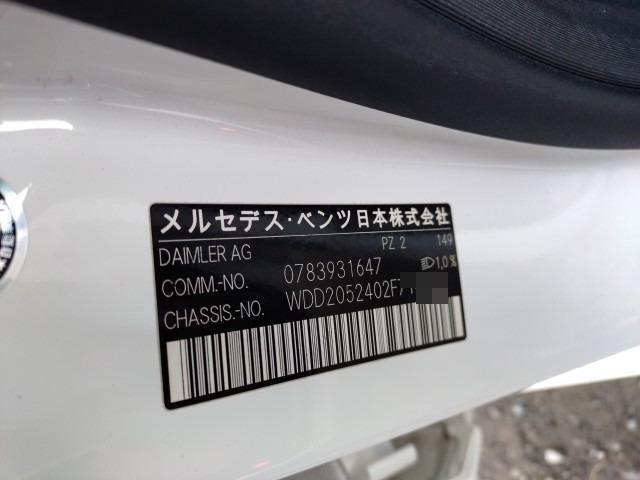 メルセデス・ベンツ日本株式会社
DAIMLER AG PZ 2 149
COMM.-NO. 0783931647 1,0%
CHASSIS.-NO. WDD2052402F7